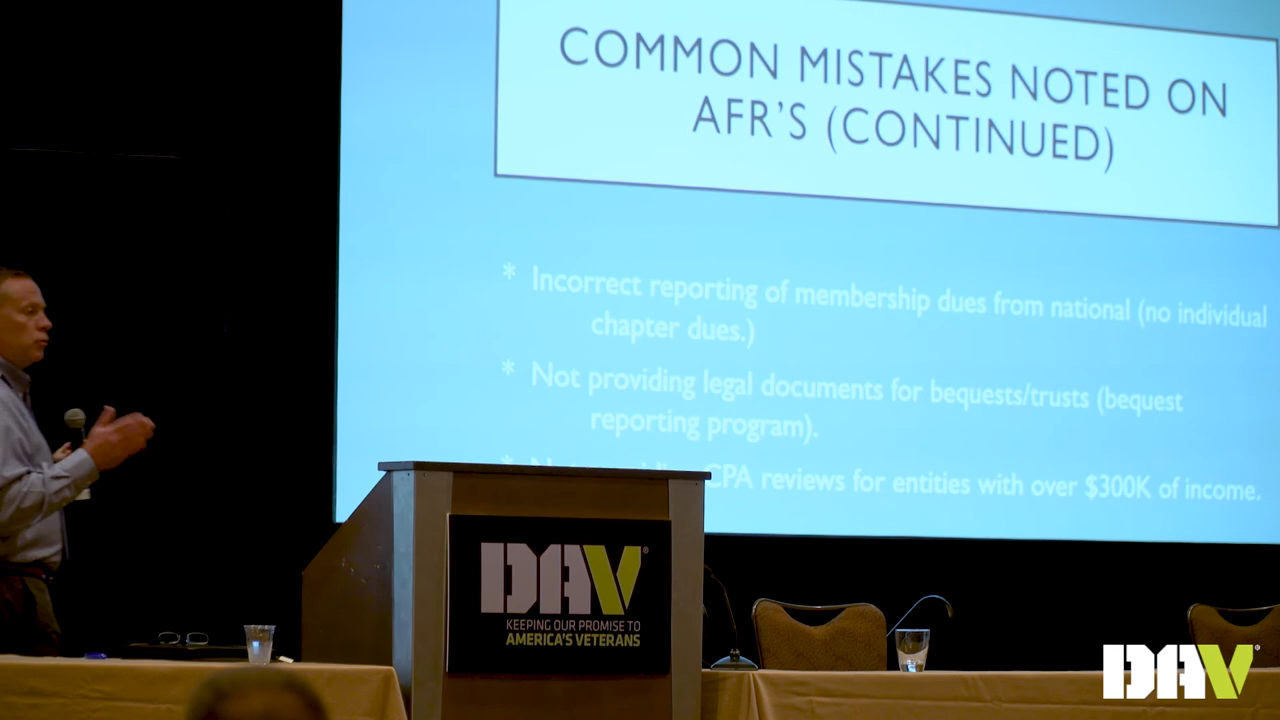 COMMON MISTAKES NOTED ON
AFR'S (CONTINUED)
* Incorrect reporting of membership dues from national (no individual
chapter dues.)
* Not providing legal documents for bequests/trusts (bequest
reporting program).
* CPA reviews for entities with over $300K of income.
DAV®
KEEPING OUR PROMISE TO
AMERICA'S VETERANS
DAV®